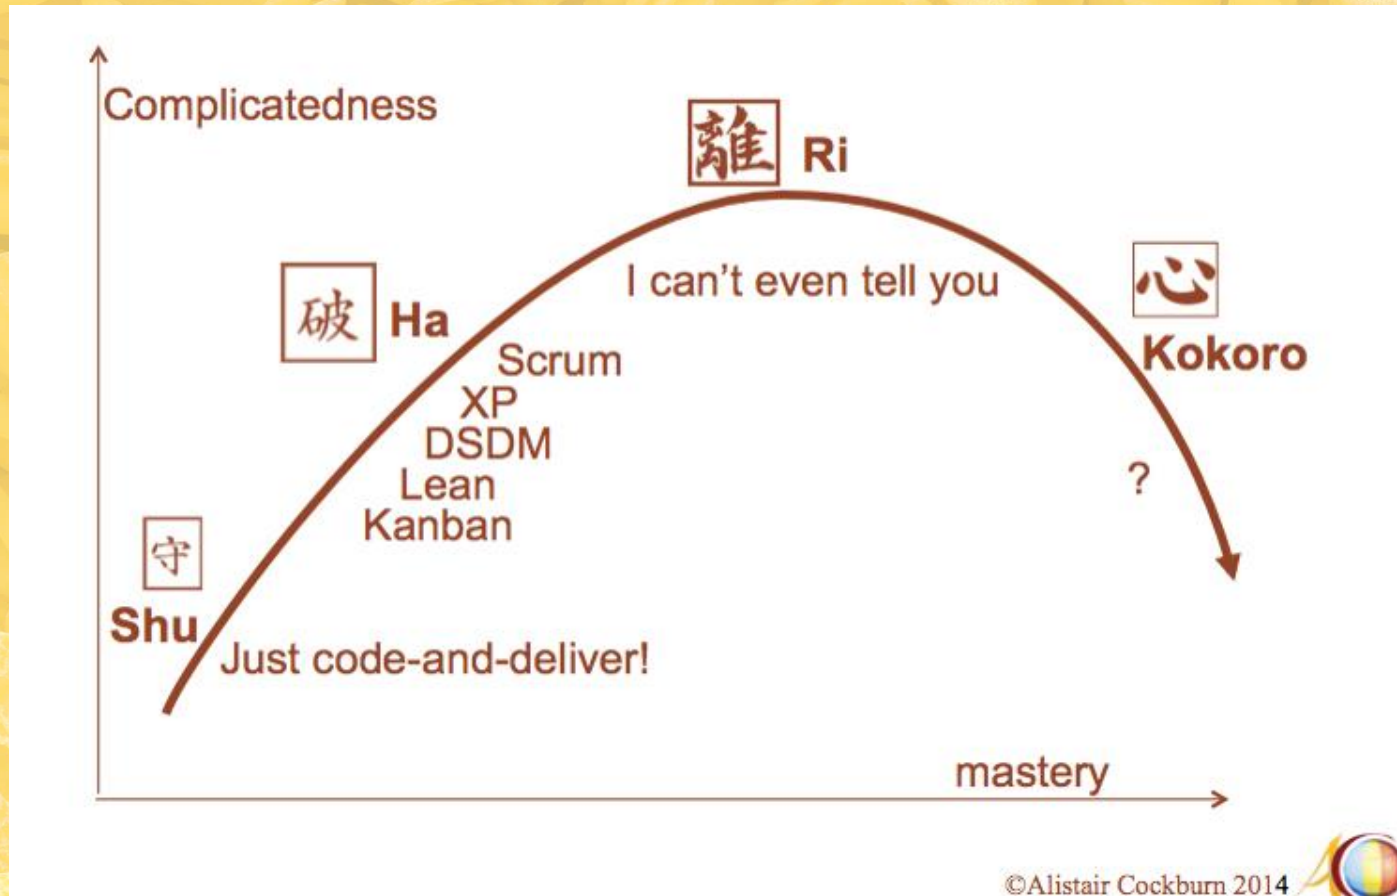 Complicatedness
離 Ri
破 Ha
I can't even tell you
心
Kokoro
Scrum
XP
DSDM
Lean
Kanban
?
守
Shu
Just code-and-deliver!
mastery
©Alistair Cockburn 2014